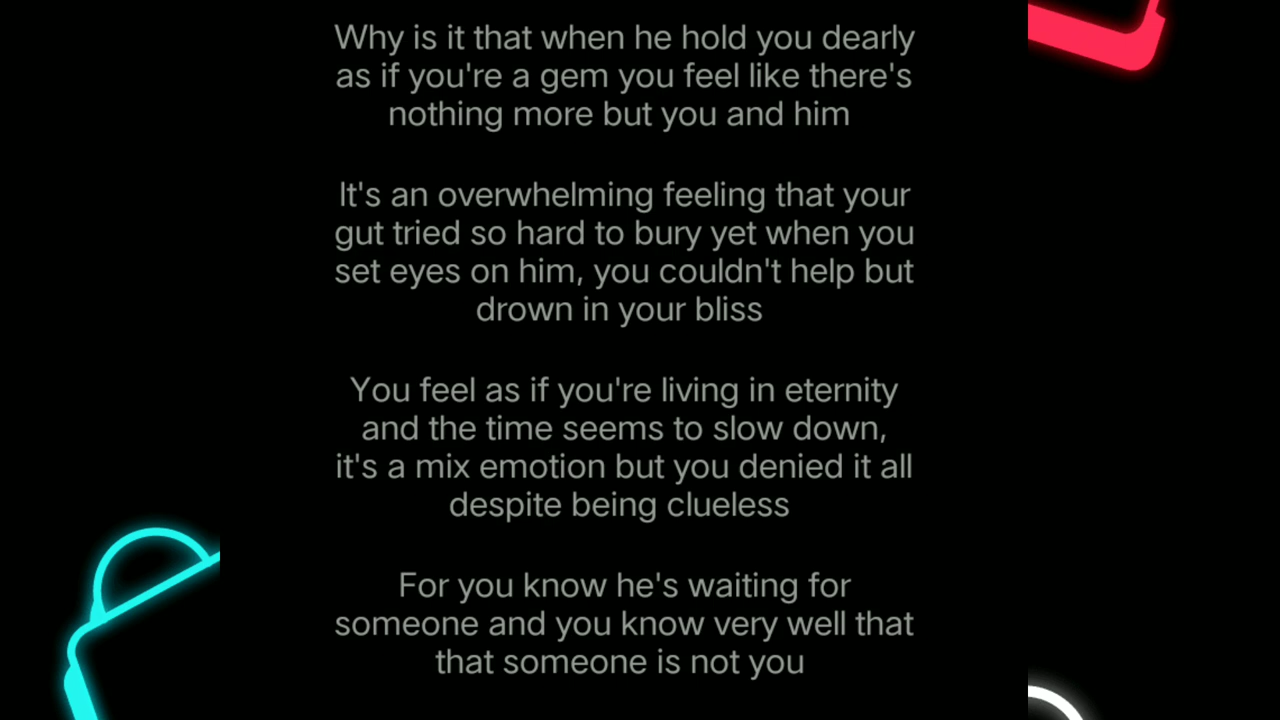 Why is it that when he hold you dearly
as if you're a gem you feel like there's
nothing more but you and him
It's an overwhelming feeling that your
gut tried so hard to bury yet when you
set eyes on him, you couldn't help but
drown in your bliss
You feel as if you're living in eternity
and the time seems to slow down,
it's a mix emotion but you denied it all
despite being clueless
For you know he's waiting for
someone and you know very well that
that someone is not you